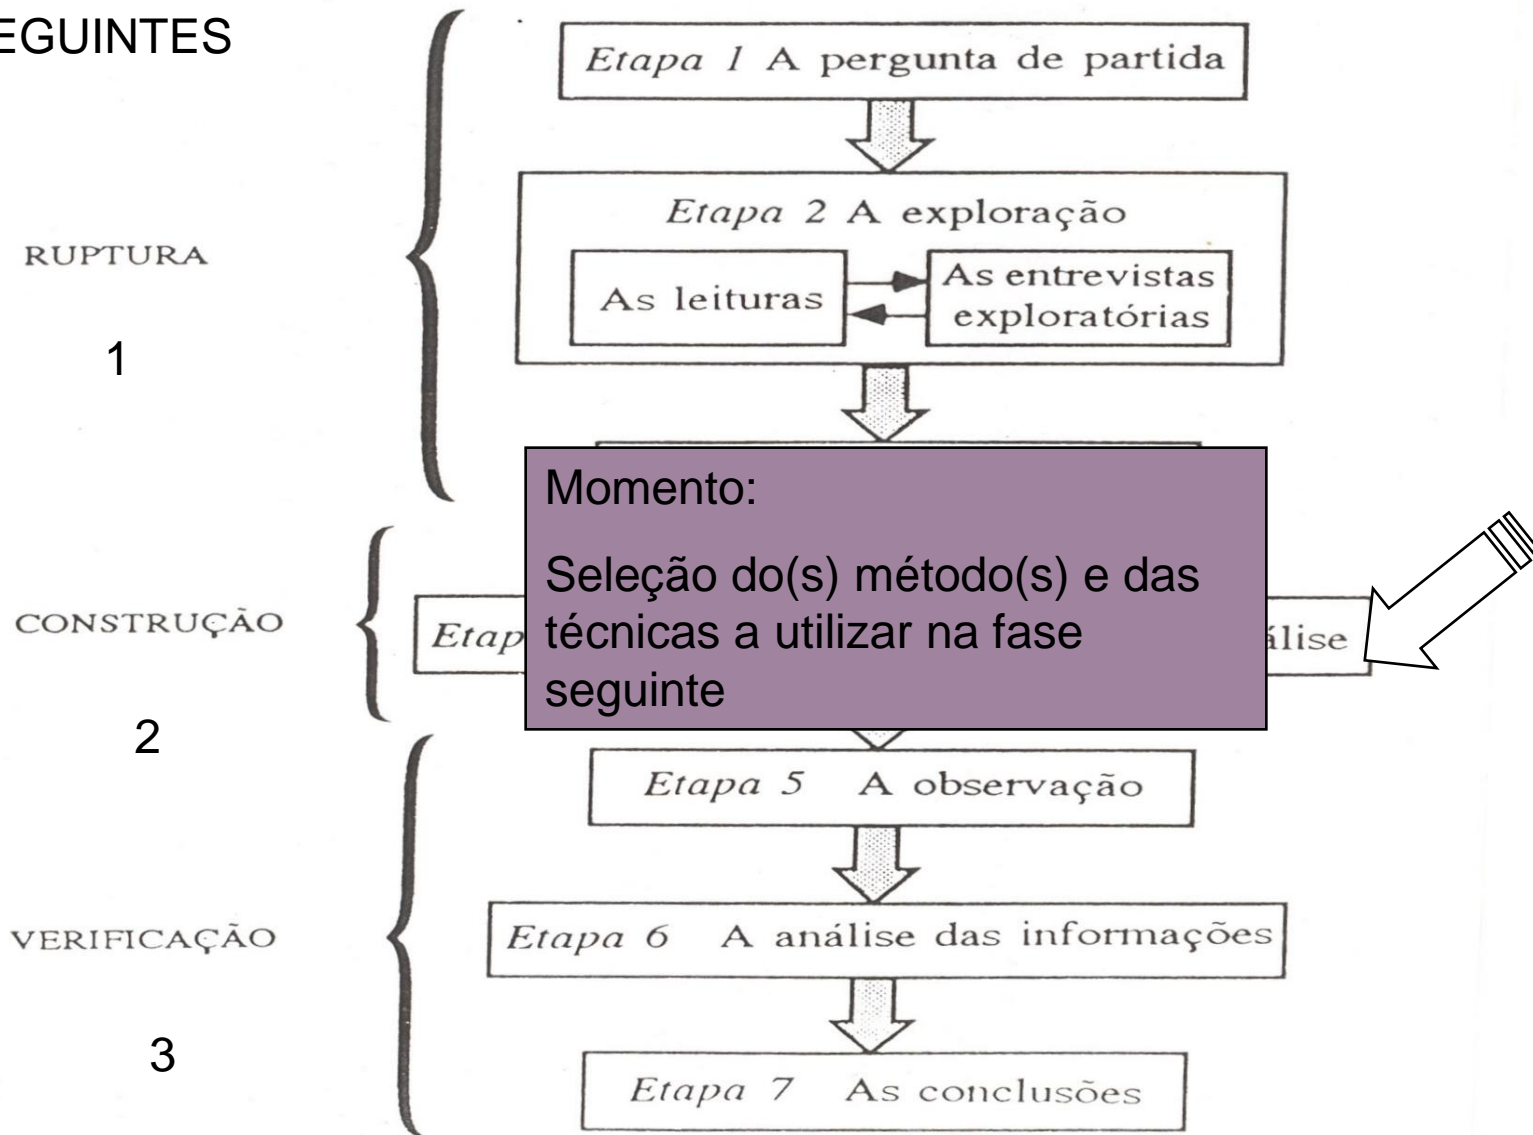 EGUINTES
Etapa 1 A pergunta de partida
Etapa 2 A exploração
As leituras
As entrevistas
exploratórias
RUPTURA
1
Momento:
Seleção do(s) método(s) e das
técnicas a utilizar na fase
seguinte
CONSTRUÇÃO
Etap
álise
2
Etapa 5 A observação
VERIFICAÇÃO
Etapa 6 A análise das informações
3
Etapa 7 As conclusões